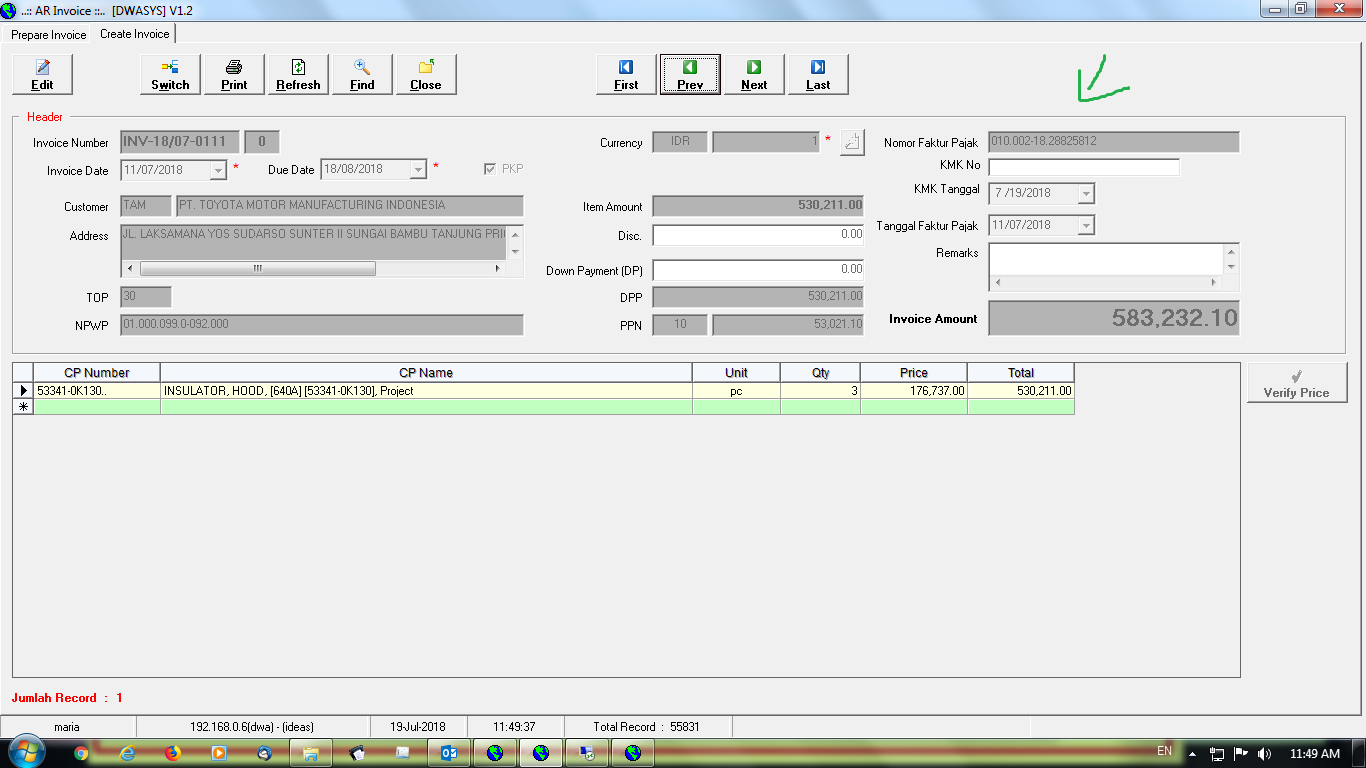 ..:: AR Invoice ::.. [DWASYS] V1.2
Prepare Invoice Create Invoice
Edit Switch Print Refresh Find Close First Prev Next Last
Header
Invoice Number INV-18/07-0111 0 Currency IDR 1 * Nomor Faktur Pajak 010.002-18.28825812
KMK No
Invoice Date 11/07/2018 * Due Date 18/08/2018 * PKP
KMK Tanggal 7 /19/2018
Customer TAM PT. TOYOTA MOTOR MANUFACTURING INDONESIA Item Amount 530,211.00
Tanggal Faktur Pajak 11/07/2018
Address JL. LAKSAMANA YOS SUDARSO SUNTER II SUNGAI BAMBU TANJUNG PRI Disc. 0.00
Remarks
Down Payment (DP) 0.00
TOP 30 DPP 530,211.00
NPWP 01.000.099.0-092.000 PPN 10 53,021.10 Invoice Amount 583,232.10
CP Number CP Name Unit Qty Price Total
53341-0K130.. INSULATOR, HOOD, [640A] [53341-0K130], Project pc 3 176,737.00 530,211.00
Verify Price
Jumlah Record : 1
maria 192.168.0.6(dwa) - (ideas) 19-Jul-2018 11:49:37 Total Record : 55831
EN 11:49 AM